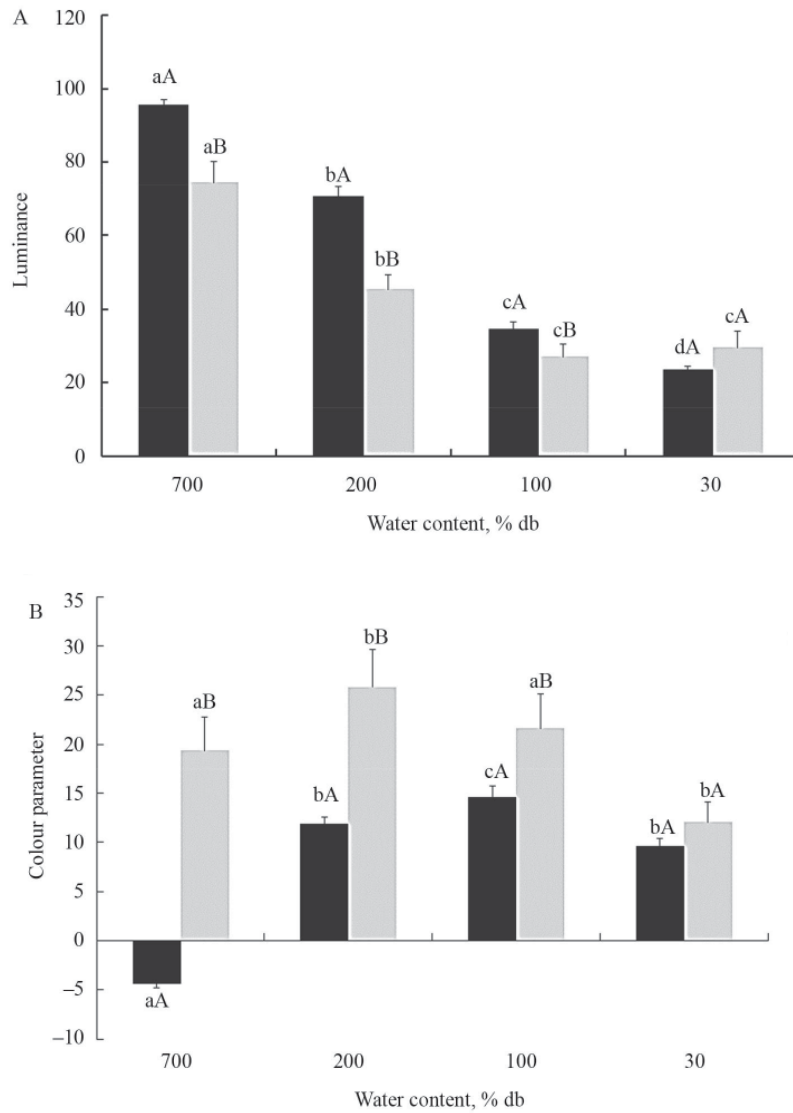 A
120
aA
100
aB
80
bA
60
bB
40
cA
cB
dA
cA
20
0
Luminance
700
200
100
30
Water content, % db
B
35
30
25
20
15
10
5
0
−5
−10
Colour parameter
aB
bB
aB
bA
cA
bA
bA
aA
700
200
100
30
Water content, % db